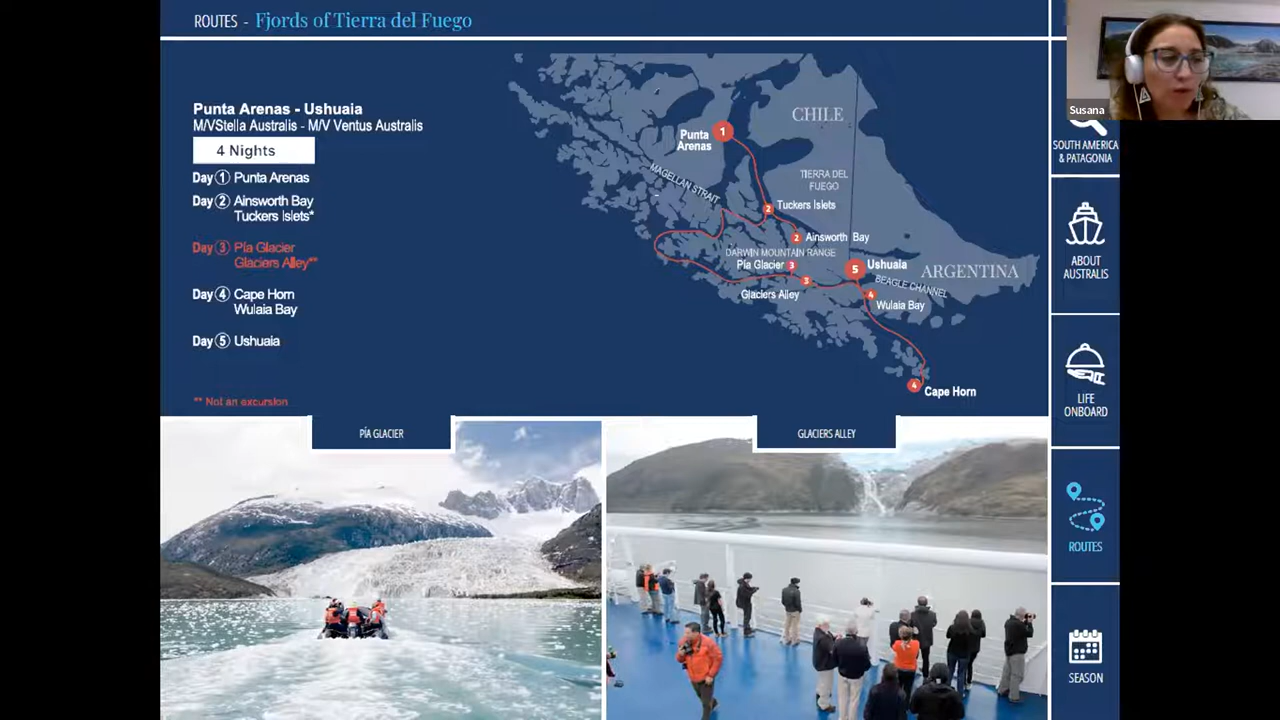 ROUTES - Fjords of Tierra del Fuego
Punta Arenas - Ushuaia
M/VStella Australis - M/V Ventus Australis
4 Nights
Day 1 Punta Arenas
Day 2 Ainsworth Bay
Tuckers Islets*
Day 3 Pía Glacier
Glaciers Alley**
Day 4 Cape Horn
Wulaia Bay
Day 5 Ushuaia
** Not an excursion
CHILE
Punta
Arenas
1
MAGELLAN STRAIT
TIERRA DEL
FUEGO
2 Tuckers Islets
2 Ainsworth Bay
DARWIN MOUNTAIN RANGE
Pía Glacier 3
5 Ushuaia
ARGENTINA
3
Glaciers Alley
BEAGLE CHANNEL
4
Wulaia Bay
4 Cape Horn
PÍA GLACIER
GLACIERS ALLEY
Susana
SOUTH AMERICA
& PATAGONIA
ABOUT
AUSTRALIS
LIFE
ONBOARD
ROUTES
SEASON